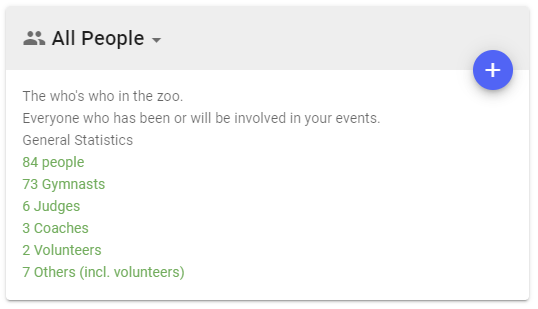 All People
The who's who in the zoo.
Everyone who has been or will be involved in your events.
General Statistics
84 people
73 Gymnasts
6 Judges
3 Coaches
2 Volunteers
7 Others (incl. volunteers)